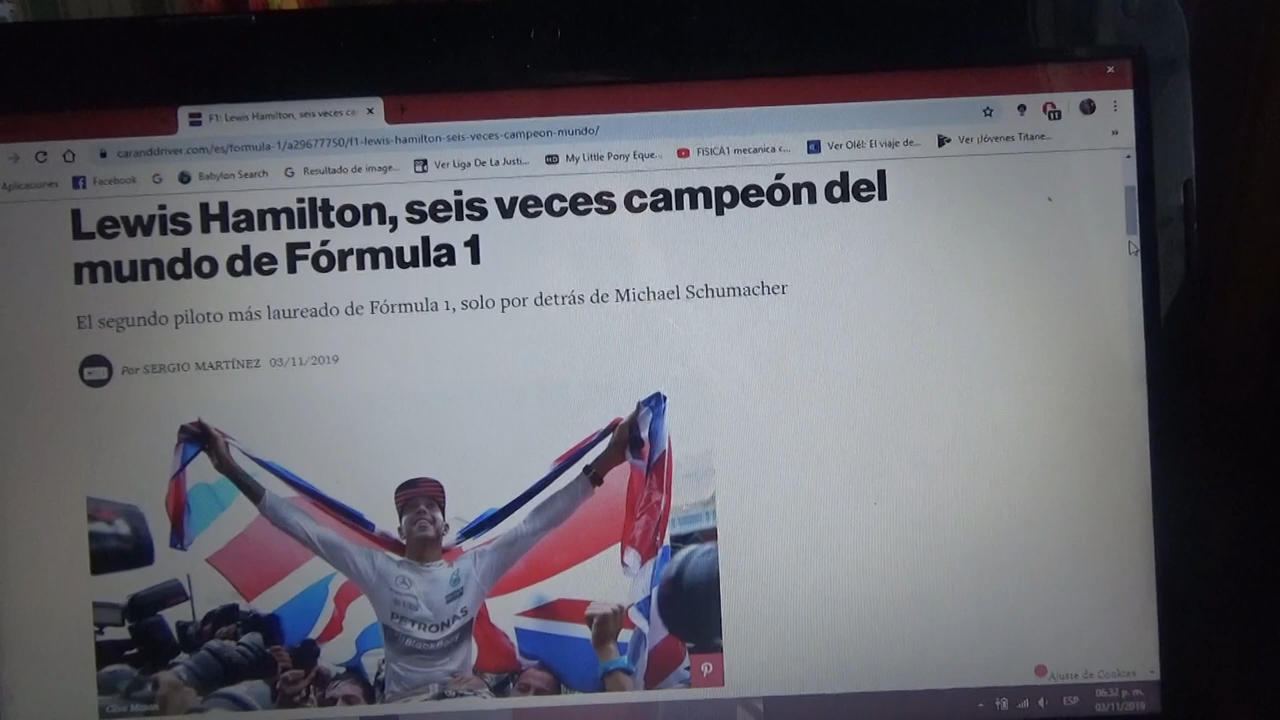 F1: Lewis Hamilton, seis veces ca
caranddriver.com/es/formula-1/a29677750/f1-lewis-hamilton-seis-veces-campeon-mundo/
Aplicaciones Facebook Babylon Search Resultado de image... Ver Liga De La Justi... My Little Pony Eque... FISICA1 mecanica c... Ver Olé!: El viaje de... Ver Jóvenes Titane...
Lewis Hamilton, seis veces campeón del
mundo de Fórmula 1
El segundo piloto más laureado de Fórmula 1, solo por detrás de Michael Schumacher
Por SERGIO MARTÍNEZ 03/11/2019
PETRONAS
BlackBerry
Clive Mason
Ajuste de Cookies
ESP
06:32 p. m.
03/11/2019